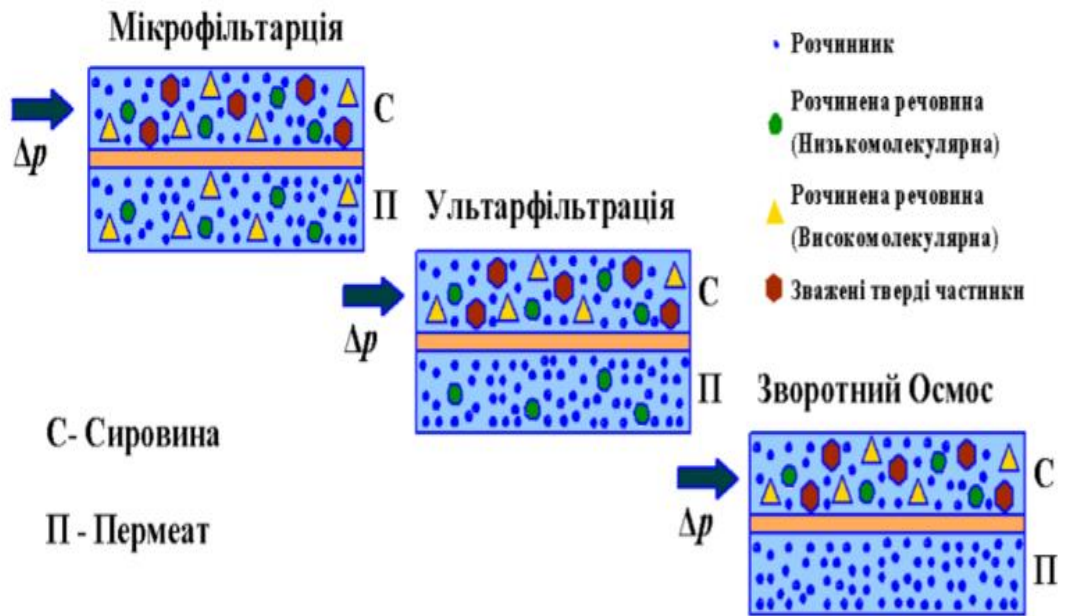 Мікрофільтарція
Δp
С
П
Ультарфільтрація
Δp
С
П
Зворотний Осмос
Δp
С
П
Розчинник
Розчинена речовина
(Низькомолекулярна)
Розчинена речовина
(Високомолекулярна)
Зважені тверді частинки
С- Сировина
П - Пермеат